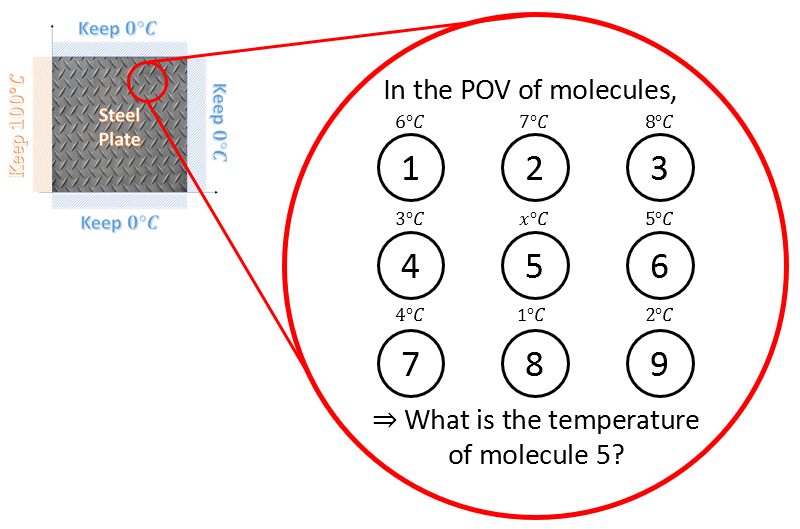 Keep 0°C
Keep 100°C
Steel
Plate
Keep 0°C
Keep 0°C
In the POV of molecules,
6°C 7°C 8°C
1 2 3
3°C x°C 5°C
4 5 6
4°C 1°C 2°C
7 8 9
⇒ What is the temperature
of molecule 5?